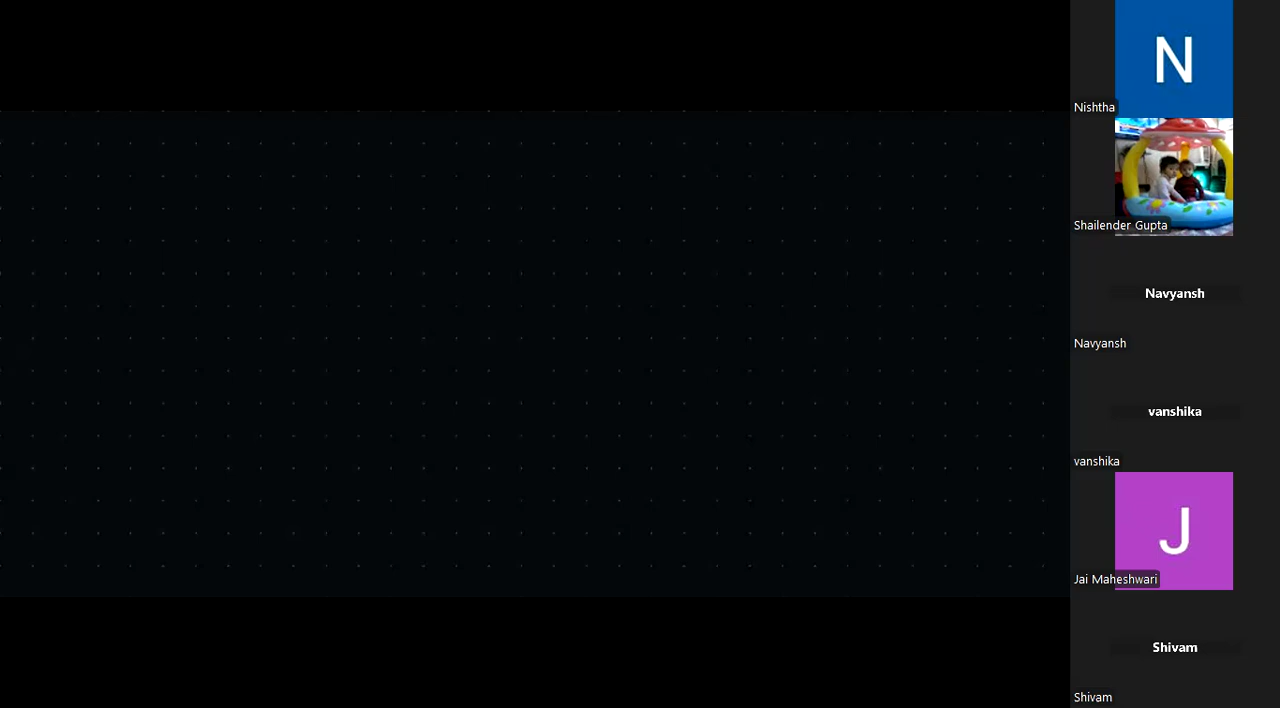 N
Nishtha
Shailender Gupta
Navyansh
Navyansh
vanshika
vanshika
J
Jai Maheshwari
Shivam
Shivam